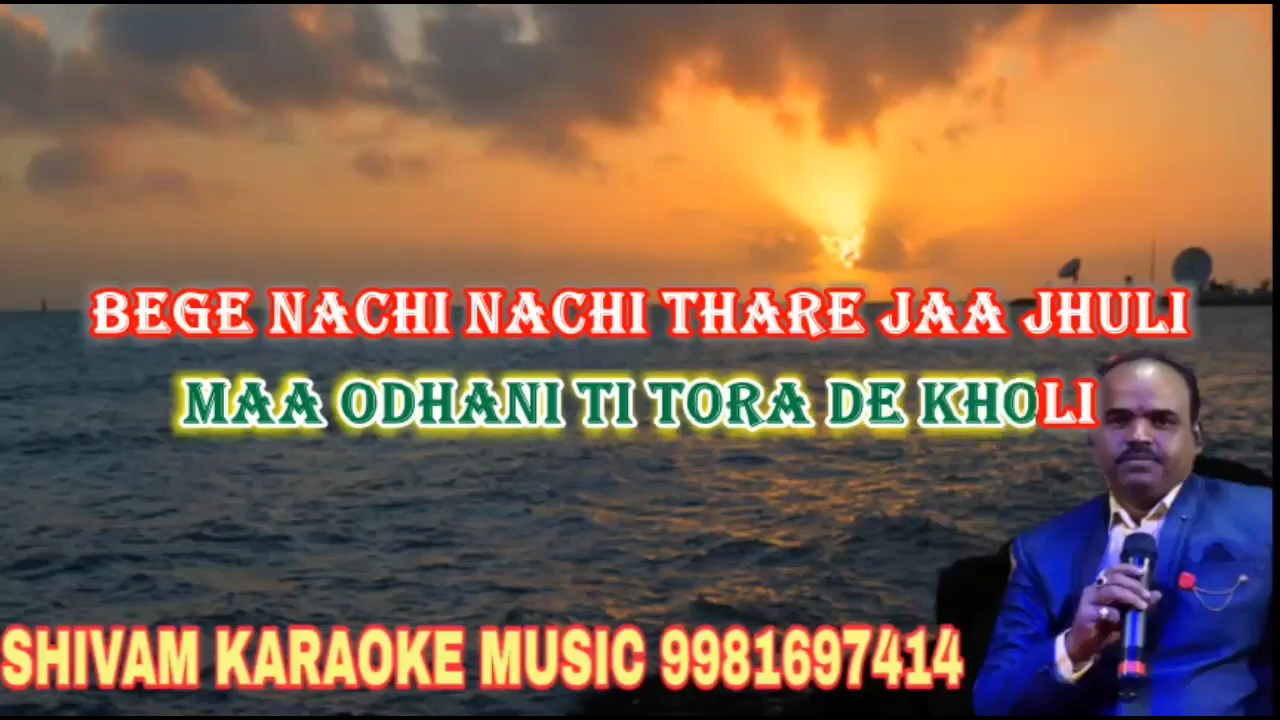 BEGE NACHI NACHI THARE JAA JHULI
MAA ODHANI TI TORA DE KHOLI
SHIVAM KARAOKE MUSIC 9981697414